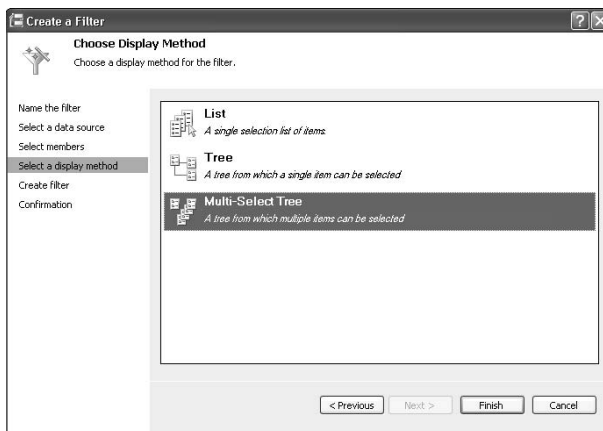 Create a Filter
Choose Display Method
Choose a display method for the filter.
Name the filter
Select a data source
Select members
Select a display method
Create filter
Confirmation
List
A single selection list of items
Tree
A tree from which a single item can be selected
Multi-Select Tree
A tree from which multiple items can be selected
< Previous
Next >
Finish
Cancel